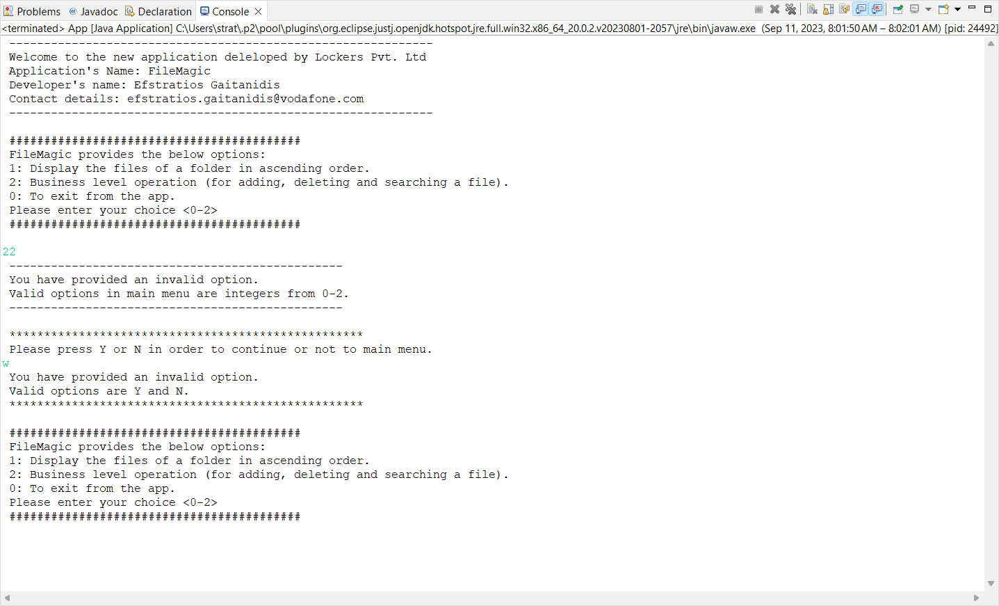 Problems @ Javadoc Declaration Console
<terminated> App [Java Application] C:\Users\strat\.p2\pool\plugins\org.eclipse.justj.openjdk.hotspot.jre.full.win32.x86_64_20.0.2.v20230801-2057\jre\bin\javaw.exe (Sep 11, 2023, 8:01:50 AM – 8:02:01 AM) [pid: 24492]
-------------------------------------------------------------
Welcome to the new application deleloped by Lockers Pvt. Ltd
Application's Name: FileMagic
Developer's name: Efstratios Gaitanidis
Contact details: efstratios.gaitanidis@vodafone.com
-------------------------------------------------------------
##########################################
FileMagic provides the below options:
1: Display the files of a folder in ascending order.
2: Business level operation (for adding, deleting and searching a file).
0: To exit from the app.
Please enter your choice <0-2>
##########################################
22
------------------------------------------------
You have provided an invalid option.
Valid options in main menu are integers from 0-2.
------------------------------------------------
***************************************************
Please press Y or N in order to continue or not to main menu.
w
You have provided an invalid option.
Valid options are Y and N.
***************************************************
##########################################
FileMagic provides the below options:
1: Display the files of a folder in ascending order.
2: Business level operation (for adding, deleting and searching a file).
0: To exit from the app.
Please enter your choice <0-2>
##########################################